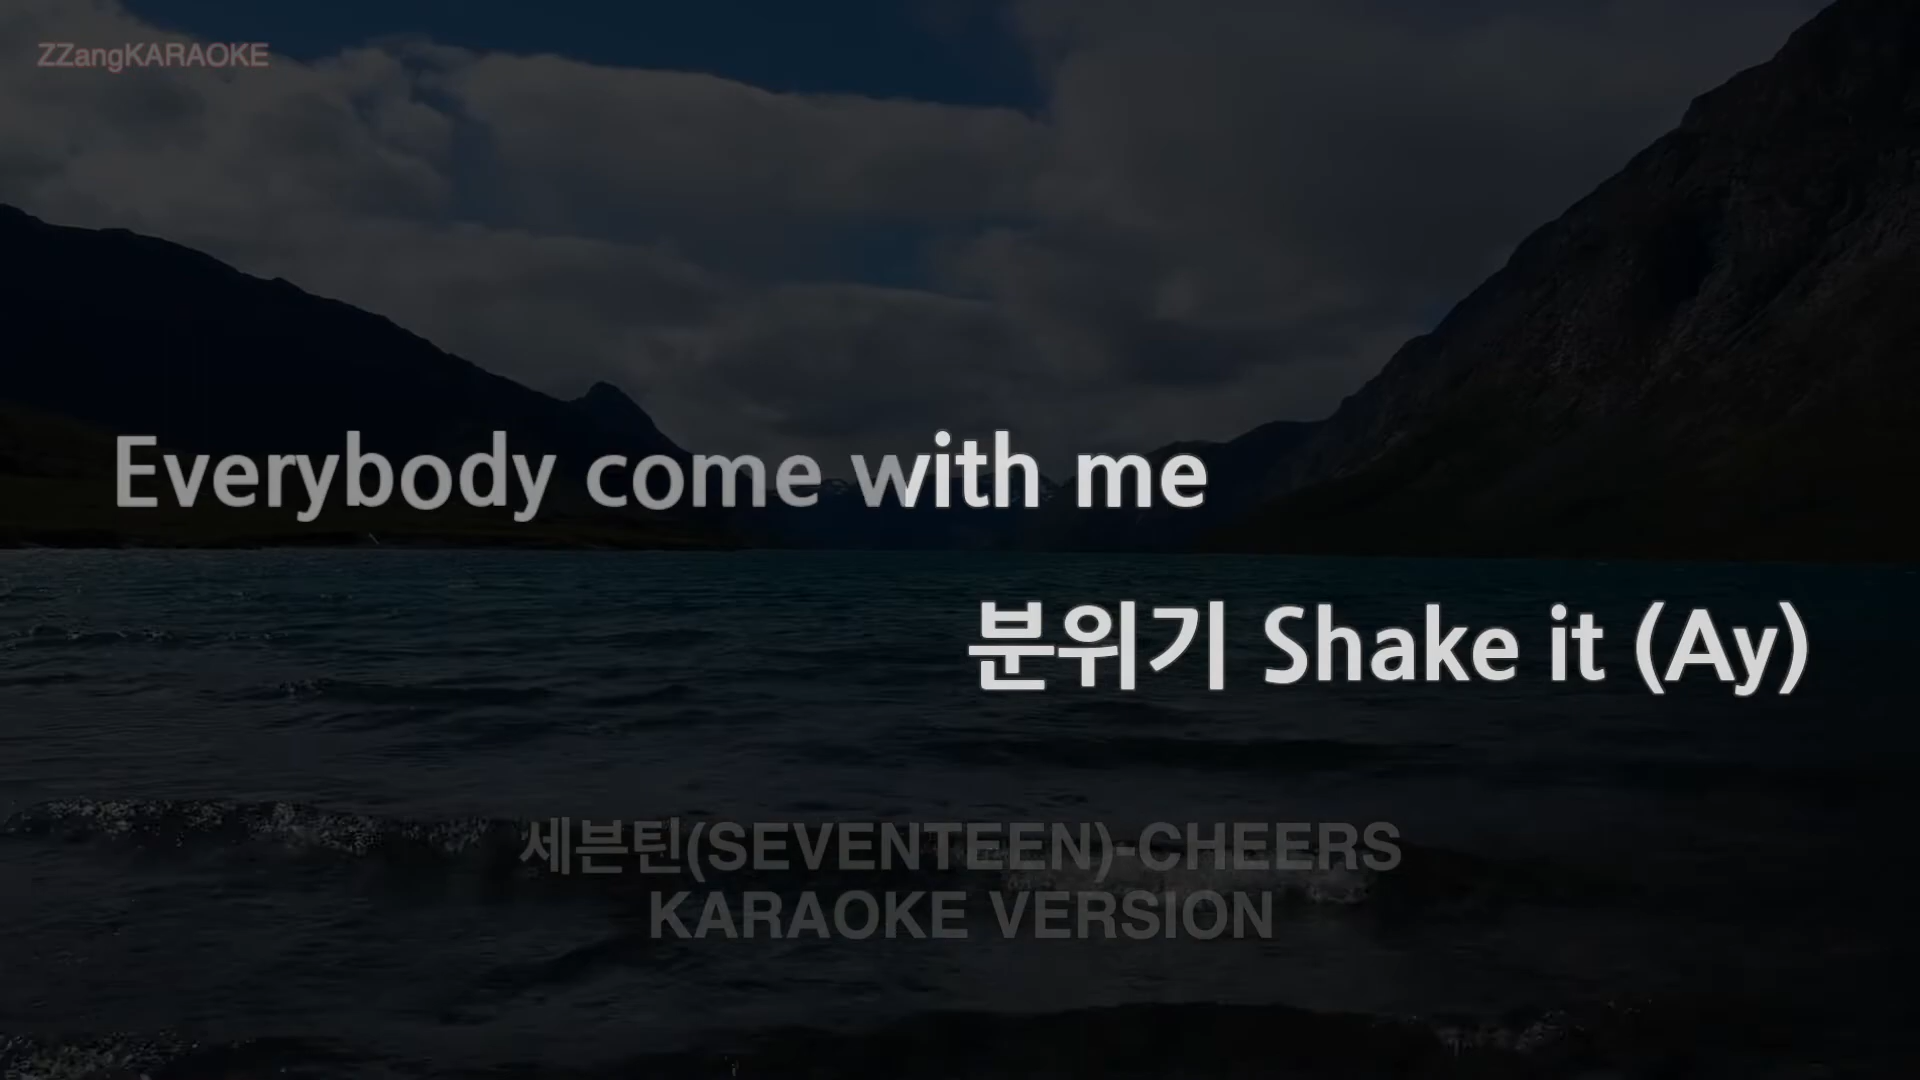 ZZangKARAOKE
Everybody come with me
분위기 Shake it (Ay)
세븐틴(SEVENTEEN)-CHEERS
KARAOKE VERSION